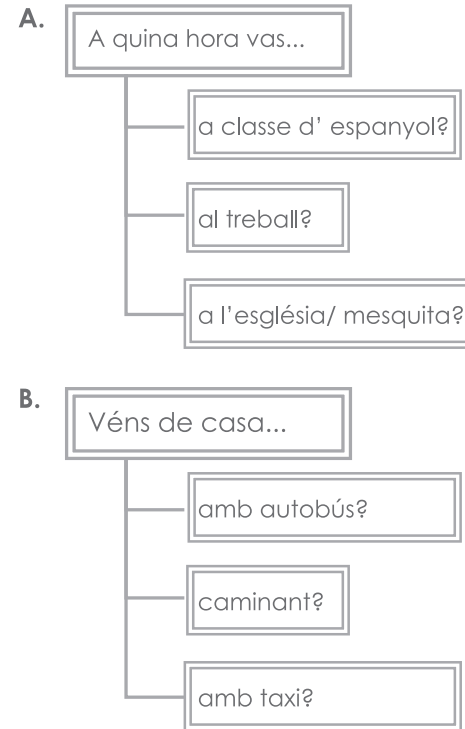 A.
A quina hora vas...
a classe d' espanyol?
al treball?
a l'església/ mesquita?
B.
Véns de casa...
amb autobús?
caminant?
amb taxi?